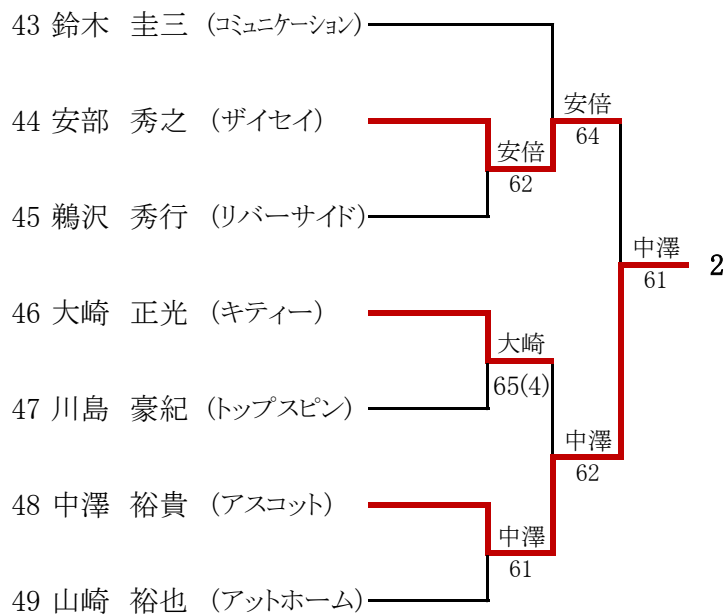 43 鈴木 圭三 (コミュニケーション)
安倍
44 安部 秀之 (ザイセイ)
64
安倍
62
45 鵜沢 秀行 (リバーサイド)
中澤
2
61
46 大崎 正光 (キティー)
大崎
65(4)
47 川島 豪紀 (トップスピン)
中澤
62
48 中澤 裕貴 (アスコット)
中澤
61
49 山崎 裕也 (アットホーム)